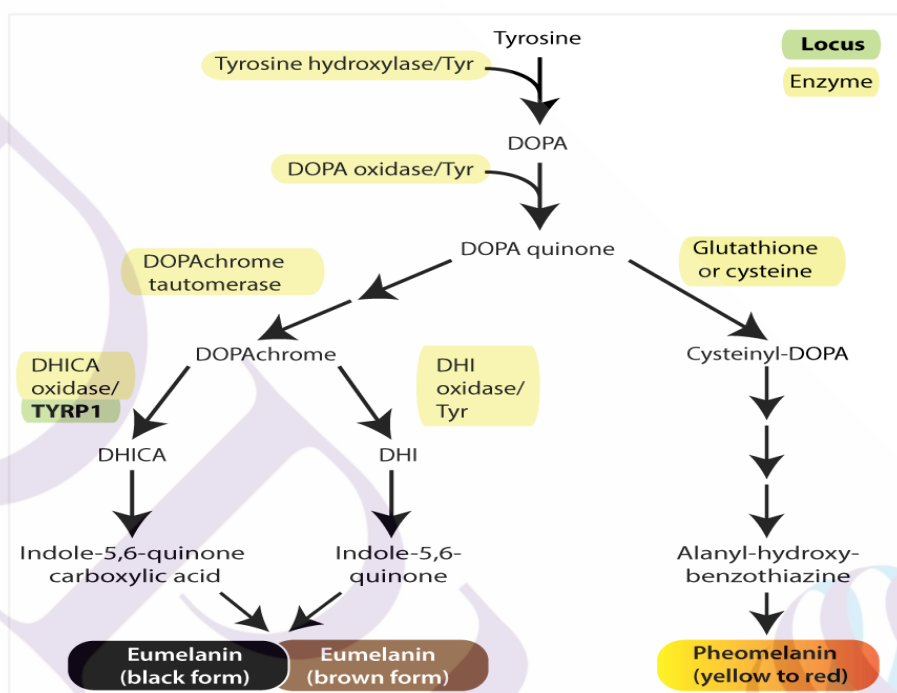 Tyrosine
Locus
Tyrosine hydroxylase/Tyr
Enzyme
DOPA
DOPA oxidase/Tyr
DOPA quinone
Glutathione
or cysteine
DOPAchrome
tautomerase
DOPAchrome
Cysteinyl-DOPA
DHICA
oxidase/
TYRP1
DHI
oxidase/
Tyr
DHICA
DHI
Indole-5,6-quinone
carboxylic acid
Indole-5,6-
quinone
Alanyl-hydroxy-
benzothiazine
Eumelanin
(black form)
Eumelanin
(brown form)
Pheomelanin
(yellow to red)